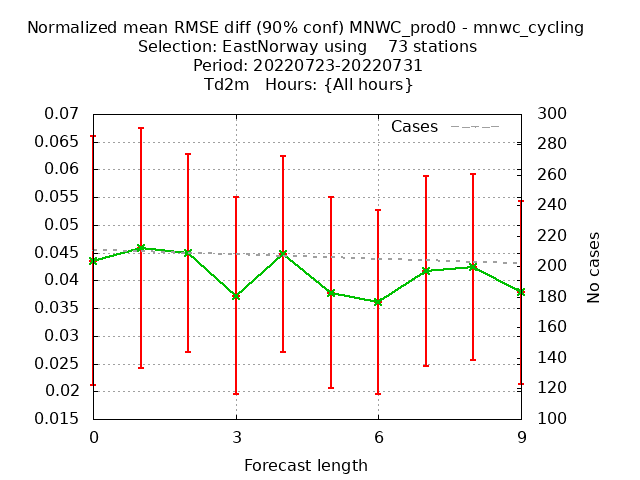 Normalized mean RMSE diff (90% conf) MNWC_prod0 - mnwc_cycling
Selection: EastNorway using    73 stations
Period: 20220723-20220731
Td2m   Hours: {All hours}
0.07
0.065
0.06
0.055
0.05
0.045
0.04
0.035
0.03
0.025
0.02
0.015
Cases
300
280
260
240
220
200
180
160
140
120
100
No cases
0 3 6 9
Forecast length